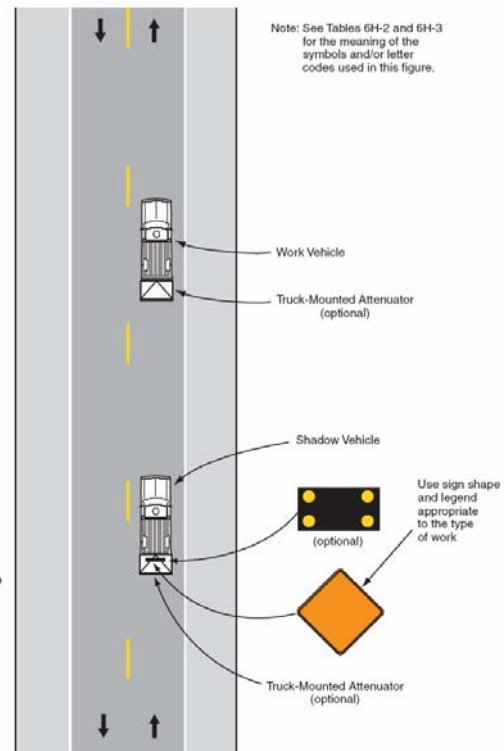 Note: See Tables 6H-2 and 6H-3
for the meaning of the
symbols and/or letter
codes used in this figure.
Work Vehicle
Truck-Mounted Attenuator
(optional)
Shadow Vehicle
Use sign shape
and legend
appropriate
to the type
of work
(optional)
Truck-Mounted Attenuator
(optional)